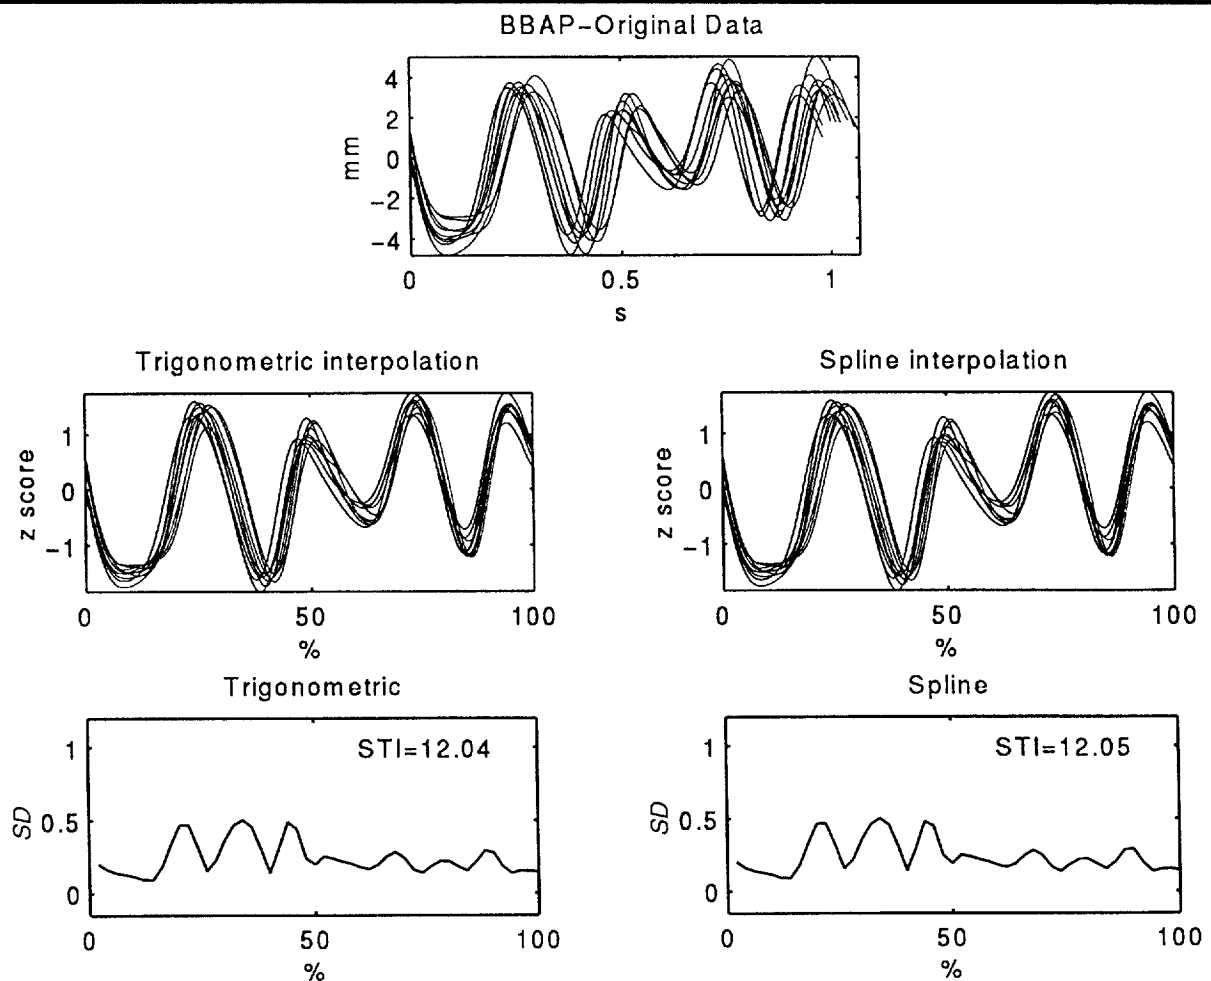 BBAP-Original Data
4
2
0
-2
-4
mm
0 0.5 1
s
Trigonometric interpolation
1
0
-1
z score
0 50 100
%
Spline interpolation
1
0
-1
z score
0 50 100
%
Trigonometric
STI=12.04
1
0.5
0
SD
0 50 100
%
Spline
STI=12.05
1
0.5
0
SD
0 50 100
%